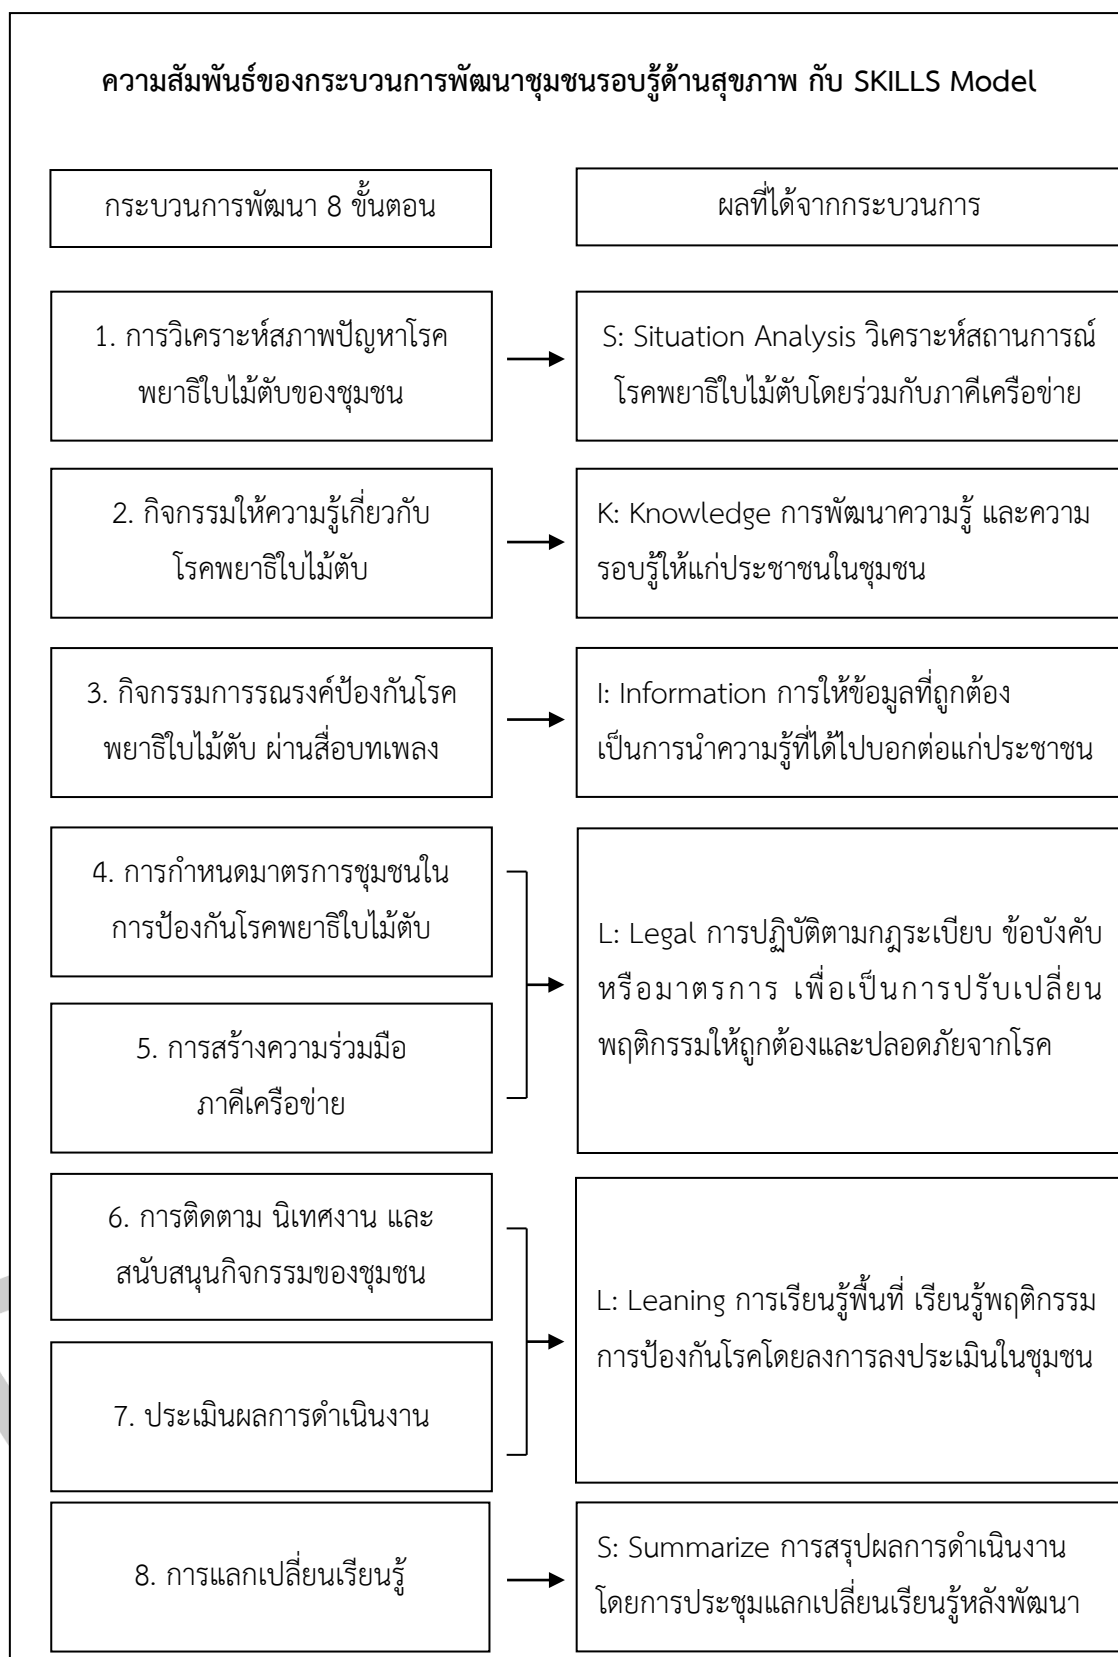 ความสัมพันธ์ของกระบวนการพัฒนาชุมชนรอบรู้ด้านสุขภาพ กับ SKILLS Model
กระบวนการพัฒนา 8 ขั้นตอน
ผลที่ได้จากกระบวนการ
1. การวิเคราะห์สภาพปัญหาโรค
พยาธิใบไม้ตับของชุมชน
S: Situation Analysis วิเคราะห์สถานการณ์
โรคพยาธิใบไม้ตับโดยร่วมกับภาคีเครือข่าย
2. กิจกรรมให้ความรู้เกี่ยวกับ
โรคพยาธิใบไม้ตับ
K: Knowledge การพัฒนาความรู้ และความ
รอบรู้ให้แก่ประชาชนในชุมชน
3. กิจกรรมการรณรงค์ป้องกันโรค
พยาธิใบไม้ตับ ผ่านสื่อบทเพลง
I: Information การให้ข้อมูลที่ถูกต้อง
เป็นการนำความรู้ที่ได้ไปบอกต่อแก่ประชาชน
4. การกำหนดมาตรการชุมชนใน
การป้องกันโรคพยาธิใบไม้ตับ
5. การสร้างความร่วมมือ
ภาคีเครือข่าย
L: Legal การปฏิบัติตามกฎระเบียบ ข้อบังคับ
หรือมาตรการ เพื่อเป็นการปรับเปลี่ยน
พฤติกรรมให้ถูกต้องและปลอดภัยจากโรค
6. การติดตาม นิเทศงาน และ
สนับสนุนกิจกรรมของชุมชน
7. ประเมินผลการดำเนินงาน
L: Leaning การเรียนรู้พื้นที่ เรียนรู้พฤติกรรม
การป้องกันโรคโดยลงการลงประเมินในชุมชน
8. การแลกเปลี่ยนเรียนรู้
S: Summarize การสรุปผลการดำเนินงาน
โดยการประชุมแลกเปลี่ยนเรียนรู้หลังพัฒนา